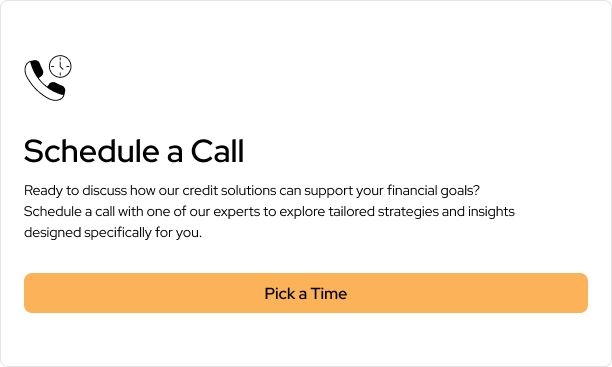 Schedule a Call
Ready to discuss how our credit solutions can support your financial goals?
Schedule a call with one of our experts to explore tailored strategies and insights
designed specifically for you.
Pick a Time